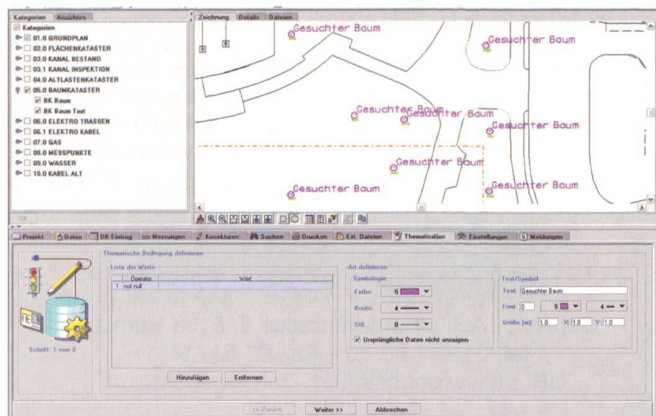 Kategorien Ansichten
Kategorien
01.0 GRUNDPLAN
02.0 FLÄCHENKATASTER
03.0 KANAL BESTAND
03.1 KANAL INSPEKTION
04.0 ALTLASTENKATASTER
05.0 BAUMKATASTER
BK Baum
BK Baum Text
06.0 ELEKTRO TRASSEN
06.1 ELEKTRO KABEL
07.0 GAS
08.0 MESSPUNKTE
09.0 WASSER
10.0 KABEL ALT
OK
Zeichnung Details Dateien
Gesuchter Baum
Gesuchter Baum
Gesuchter Baum
Gesuchter Baum
Gesuchter Baum
Gesuchter Baum
Gesuchter Baum
Gesuchter Baum
Projekt Daten DB Eintrag Messungen Korrekturen Suchen Drucken Ext. Dateien Thematisation Einstellungen Meldungen
Thematische Bedingung definieren
Liste der Werte
Operator Wert
1 not null
Hinzufügen Entfernen
Schritt: 1 von 3
Art definieren
Symbologie
Farbe: 5
Breite: 4
Stil: 0
Ursprüngliche Daten nicht anzeigen
Text/Symbol
Text: Gesuchter Baum
Font: 0 5 4
Größe (m): 1.0 X: 1.0 Y: 1.0
<< Zurück Weiter >> Abbrechen